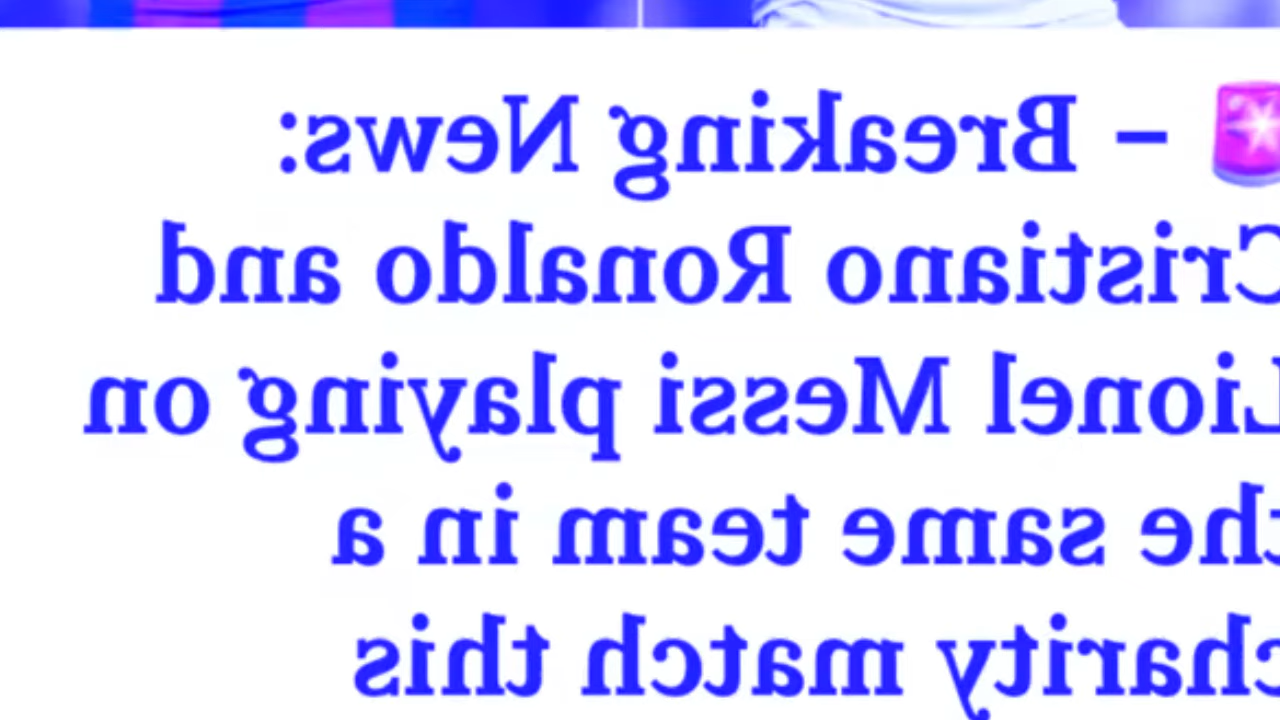 🚨 – Breaking News:
Cristiano Ronaldo and
Lionel Messi playing on
the same team in a
charity match this